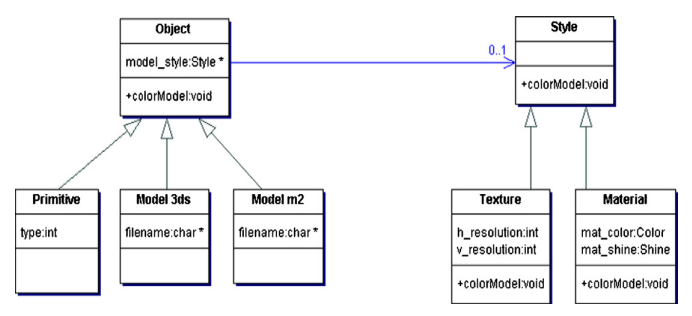 Object
model_style:Style *
+colorModel:void
0..1
Style
+colorModel:void
Primitive
type:int
Model 3ds
filename:char *
Model m2
filename:char *
Texture
h_resolution:int
v_resolution:int
+colorModel:void
Material
mat_color:Color
mat_shine:Shine
+colorModel:void